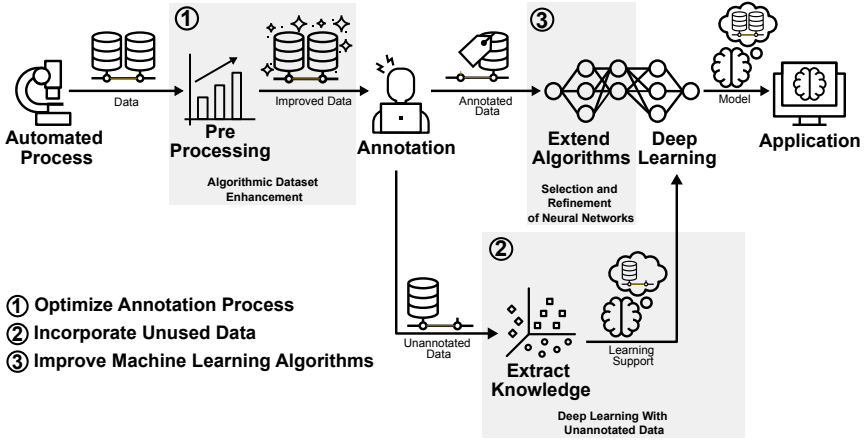 ①
③
Data
Improved Data
Annotated
Data
Model
Automated
Process
Pre
Processing
Annotation
Extend
Algorithms
Deep
Learning
Application
Algorithmic Dataset
Enhancement
Selection and
Refinement
of Neural Networks
②
① Optimize Annotation Process
② Incorporate Unused Data
③ Improve Machine Learning Algorithms
Unannotated
Data
Learning
Support
Extract
Knowledge
Deep Learning With
Unannotated Data